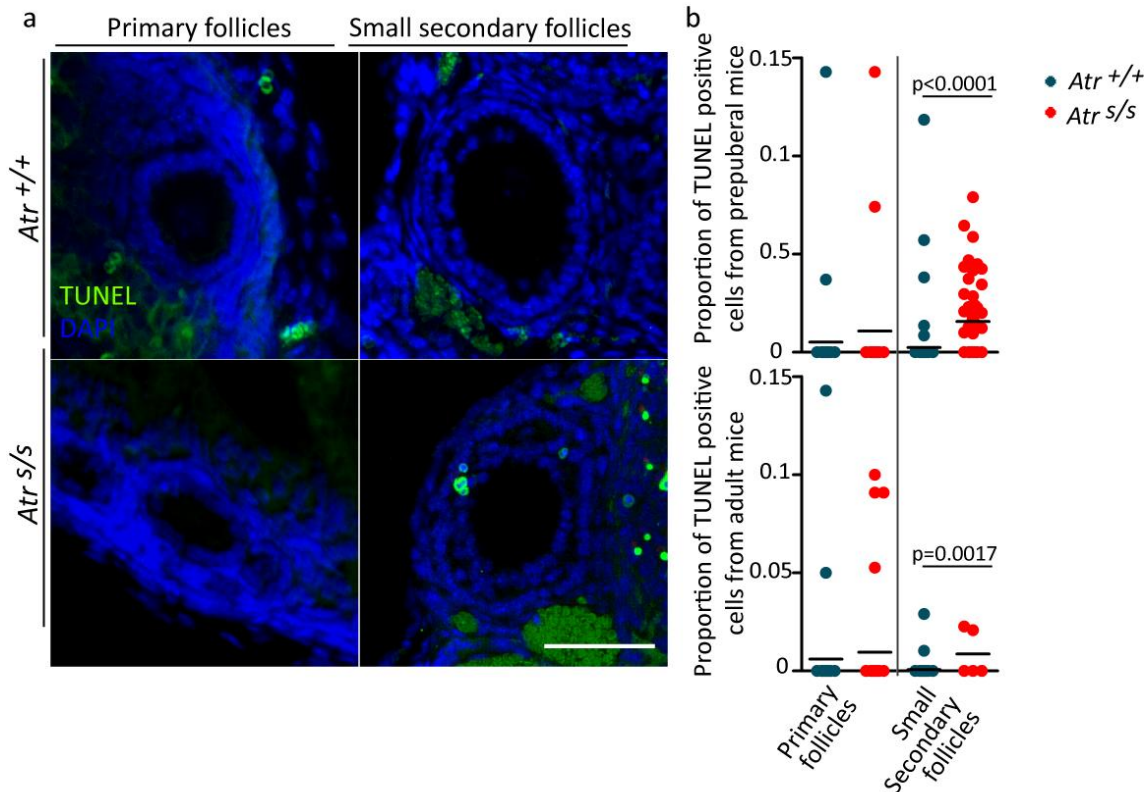 a
Primary follicles
Small secondary follicles
Atr +/+
Atr s/s
TUNEL
DAPI
b
Proportion of TUNEL positive
cells from prepuberal mice
0.15
0.1
0.5
0
p<0.0001
Atr +/+
Atr s/s
Proportion of TUNEL positive
cells from adult mice
0.15
0.1
0.05
0
p=0.0017
Primary
follicles
Small
Secondary
follicles